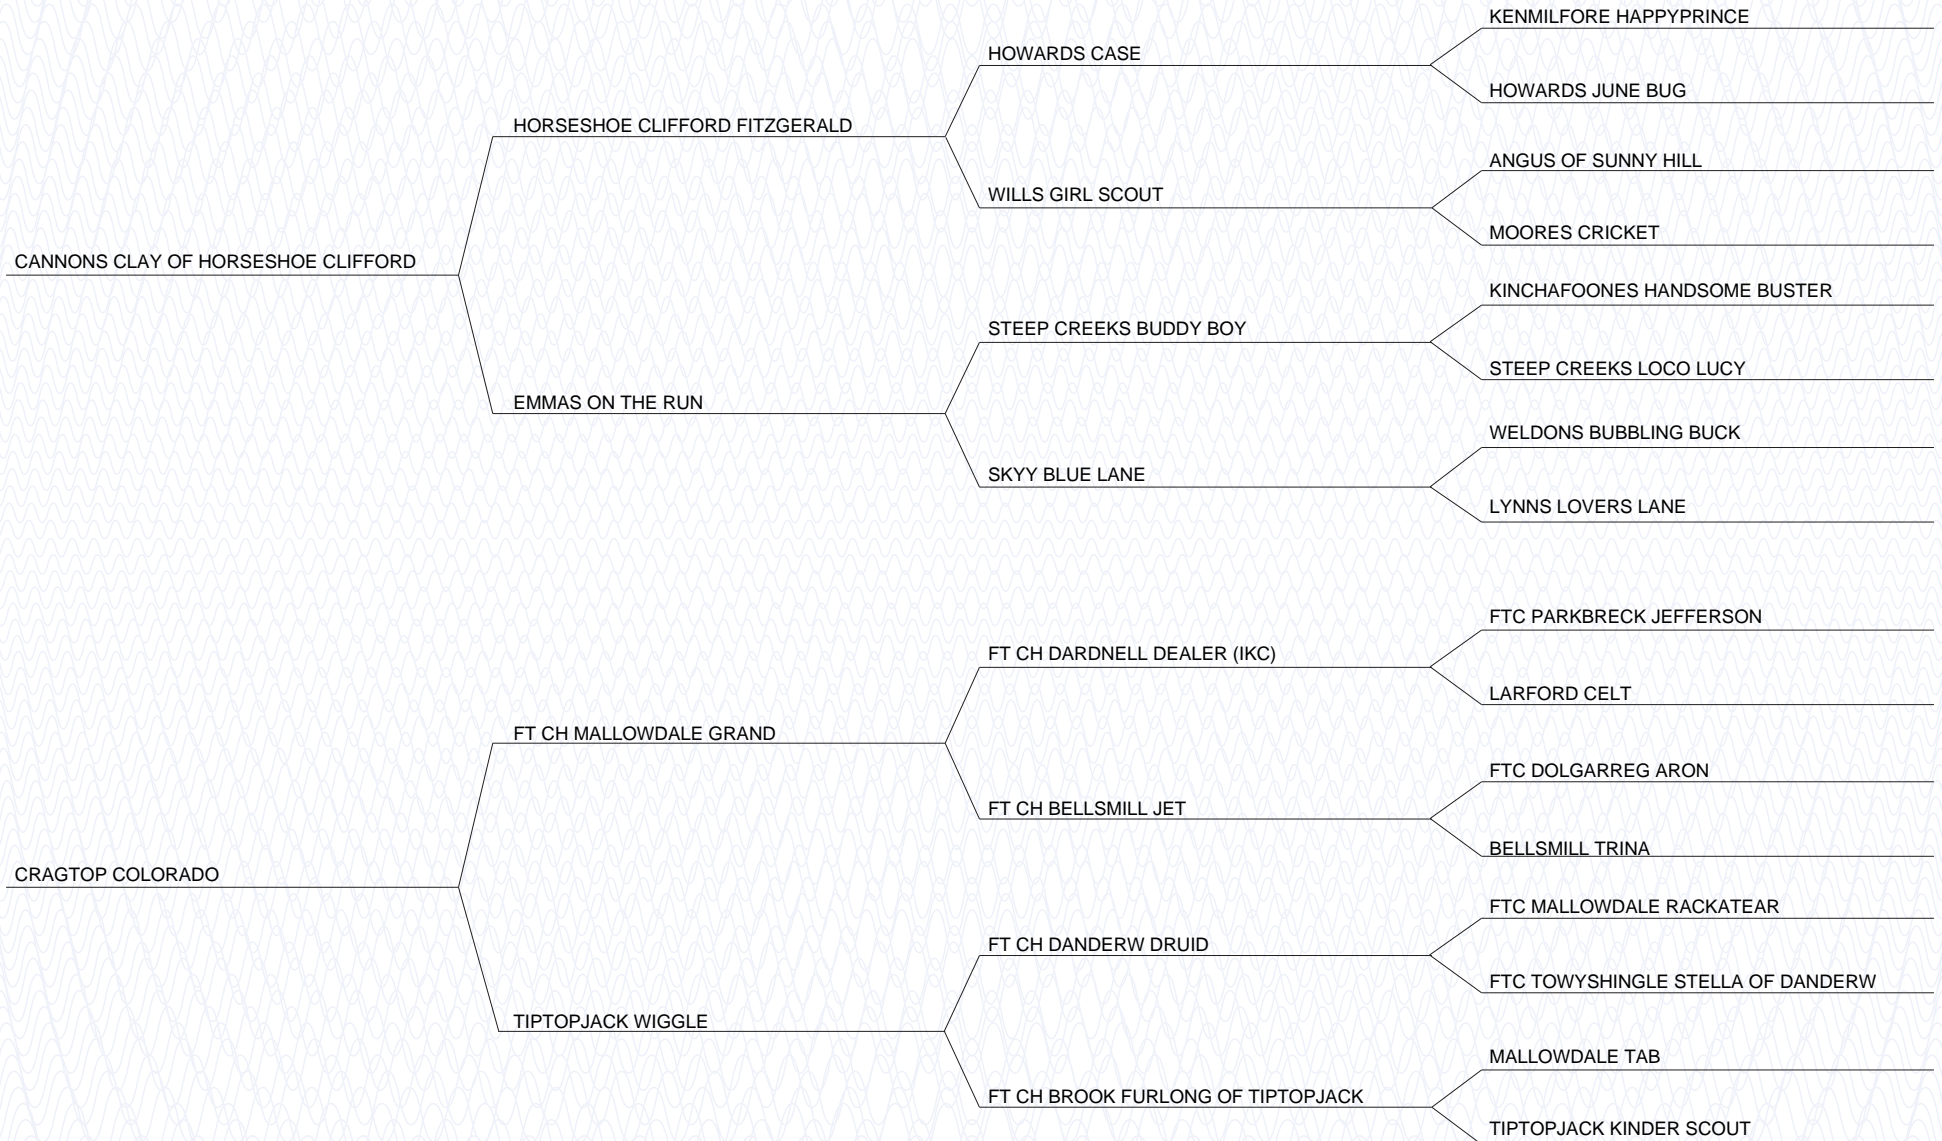 KENMILFORE HAPPYPRINCE
HOWARDS CASE
HOWARDS JUNE BUG
HORSESHOE CLIFFORD FITZGERALD
ANGUS OF SUNNY HILL
WILLS GIRL SCOUT
MOORES CRICKET
CANNONS CLAY OF HORSESHOE CLIFFORD
KINCHAFOONES HANDSOME BUSTER
STEEP CREEKS BUDDY BOY
STEEP CREEKS LOCO LUCY
EMMAS ON THE RUN
WELDONS BUBBLING BUCK
SKYY BLUE LANE
LYNNS LOVERS LANE
FTC PARKBRECK JEFFERSON
FT CH DARDNELL DEALER (IKC)
LARFORD CELT
FT CH MALLOWDALE GRAND
FTC DOLGARREG ARON
FT CH BELLSMILL JET
BELLSMILL TRINA
CRAGTOP COLORADO
FTC MALLOWDALE RACKATEAR
FT CH DANDERW DRUID
FTC TOWYSHINGLE STELLA OF DANDERW
TIPTOPJACK WIGGLE
MALLOWDALE TAB
FT CH BROOK FURLONG OF TIPTOPJACK
TIPTOPJACK KINDER SCOUT